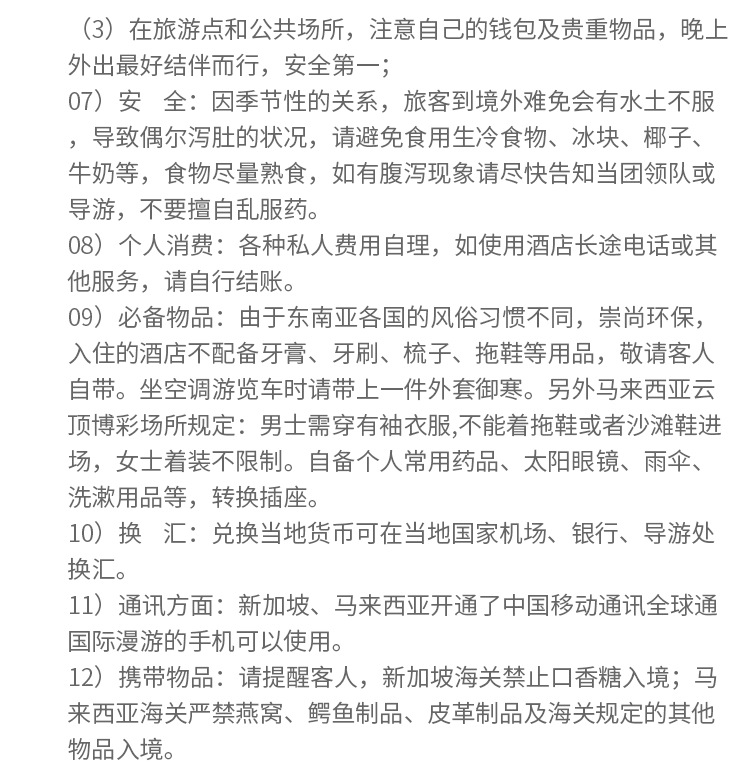 （3）在旅游点和公共场所，注意自己的钱包及贵重物品，晚上
外出最好结伴而行，安全第一；
07）安　全：因季节性的关系，旅客到境外难免会有水土不服
，导致偶尔泻肚的状况，请避免食用生冷食物、冰块、椰子、
牛奶等，食物尽量熟食，如有腹泻现象请尽快告知当团领队或
导游，不要擅自乱服药。
08）个人消费：各种私人费用自理，如使用酒店长途电话或其
他服务，请自行结账。
09）必备物品：由于东南亚各国的风俗习惯不同，崇尚环保，
入住的酒店不配备牙膏、牙刷、梳子、拖鞋等用品，敬请客人
自带。坐空调游览车时请带上一件外套御寒。另外马来西亚云
顶博彩场所规定：男士需穿有袖衣服,不能着拖鞋或者沙滩鞋进
场，女士着装不限制。自备个人常用药品、太阳眼镜、雨伞、
洗漱用品等，转换插座。
10）换　汇：兑换当地货币可在当地国家机场、银行、导游处
换汇。
11）通讯方面：新加坡、马来西亚开通了中国移动通讯全球通
国际漫游的手机可以使用。
12）携带物品：请提醒客人，新加坡海关禁止口香糖入境；马
来西亚海关严禁燕窝、鳄鱼制品、皮革制品及海关规定的其他
物品入境。